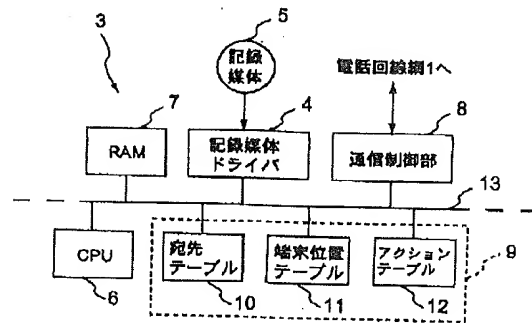 3
5
記録
媒体
電話回線網1へ
7
RAM
4
記録媒体
ドライバ
8
通信制御部
13
CPU
6
宛先
テーブル
10
端末位置
テーブル
11
アクション
テーブル
12
9